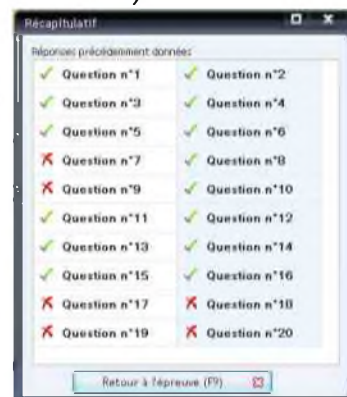 Récapitulatif
Réponses précédemment données
Question n°1 Question n°2
Question n°3 Question n°4
Question n°5 Question n°6
Question n°7 Question n°8
Question n°9 Question n°10
Question n°11 Question n°12
Question n°13 Question n°14
Question n°15 Question n°16
Question n°17 Question n°18
Question n°19 Question n°20
Retour à l'épreuve (F9)